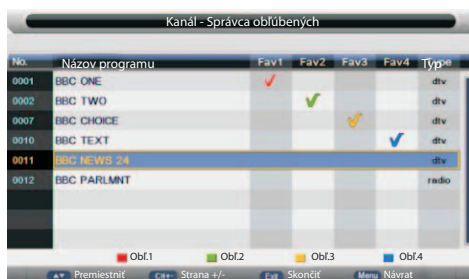 Kanál - Správca obľúbených
No. Názov programu Fav1 Fav2 Fav3 Fav4 Typ
0001 BBC ONE dtv
0002 BBC TWO dtv
0007 BBC CHOICE dtv
0010 BBC TEXT dtv
0011 BBC NEWS 24 dtv
0012 BBC PARLMNT radio
Obľ.1 Obľ.2 Obľ.3 Obľ.4
Premiestniť CH+- Strana +/- Exit Skončiť Menu Návrat